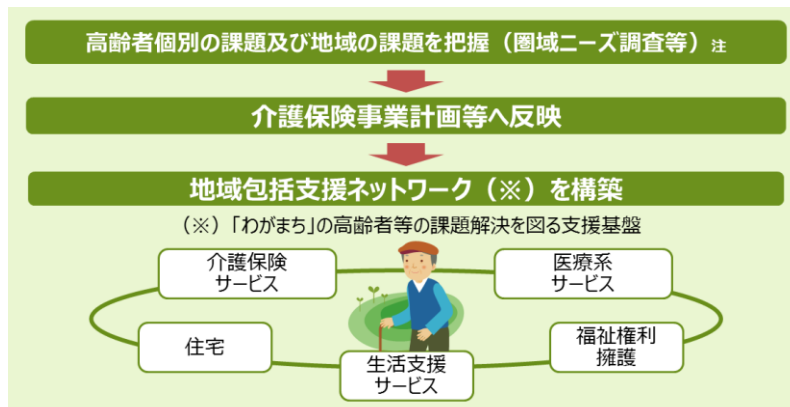 高齢者個別の課題及び地域の課題を把握（圏域ニーズ調査等）注
介護保険事業計画等へ反映
地域包括支援ネットワーク（※）を構築
（※）「わがまち」の高齢者等の課題解決を図る支援基盤
介護保険
サービス
医療系
サービス
住宅
生活支援
サービス
福祉権利
擁護